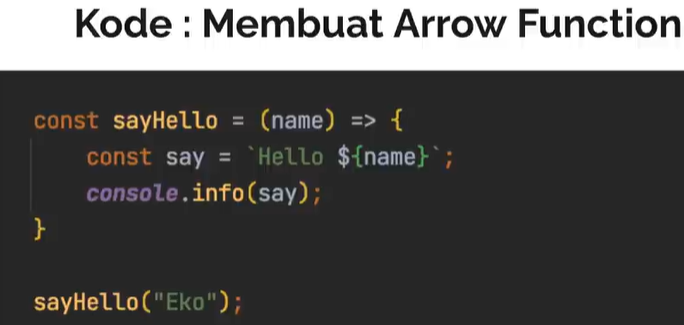 Kode : Membuat Arrow Function
const sayHello = (name) => {
    const say = `Hello ${name}`;
    console.info(say);
}
sayHello("Eko");